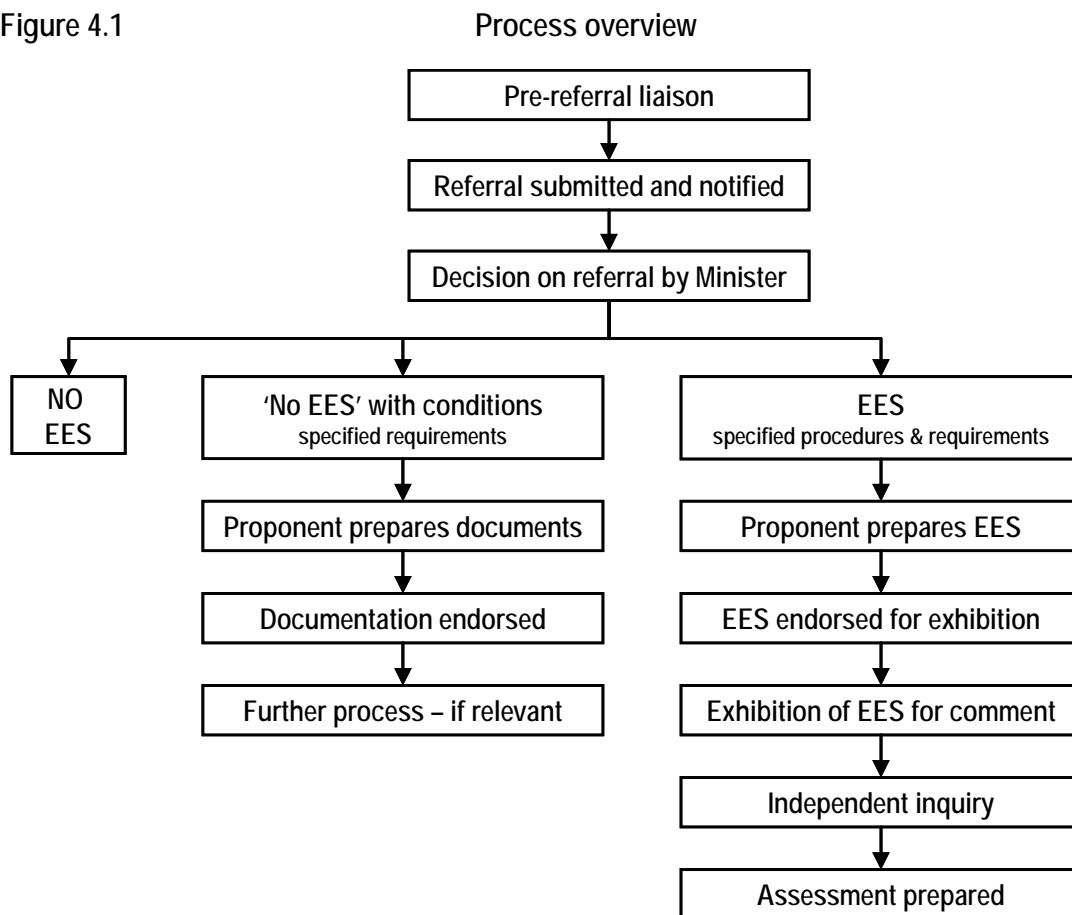 Figure 4.1
Process overview
Pre-referral liaison
Referral submitted and notified
Decision on referral by Minister
NO
EES
‘No EES’ with conditions
specified requirements
Proponent prepares documents
Documentation endorsed
Further process – if relevant
EES
specified procedures & requirements
Proponent prepares EES
EES endorsed for exhibition
Exhibition of EES for comment
Independent inquiry
Assessment prepared